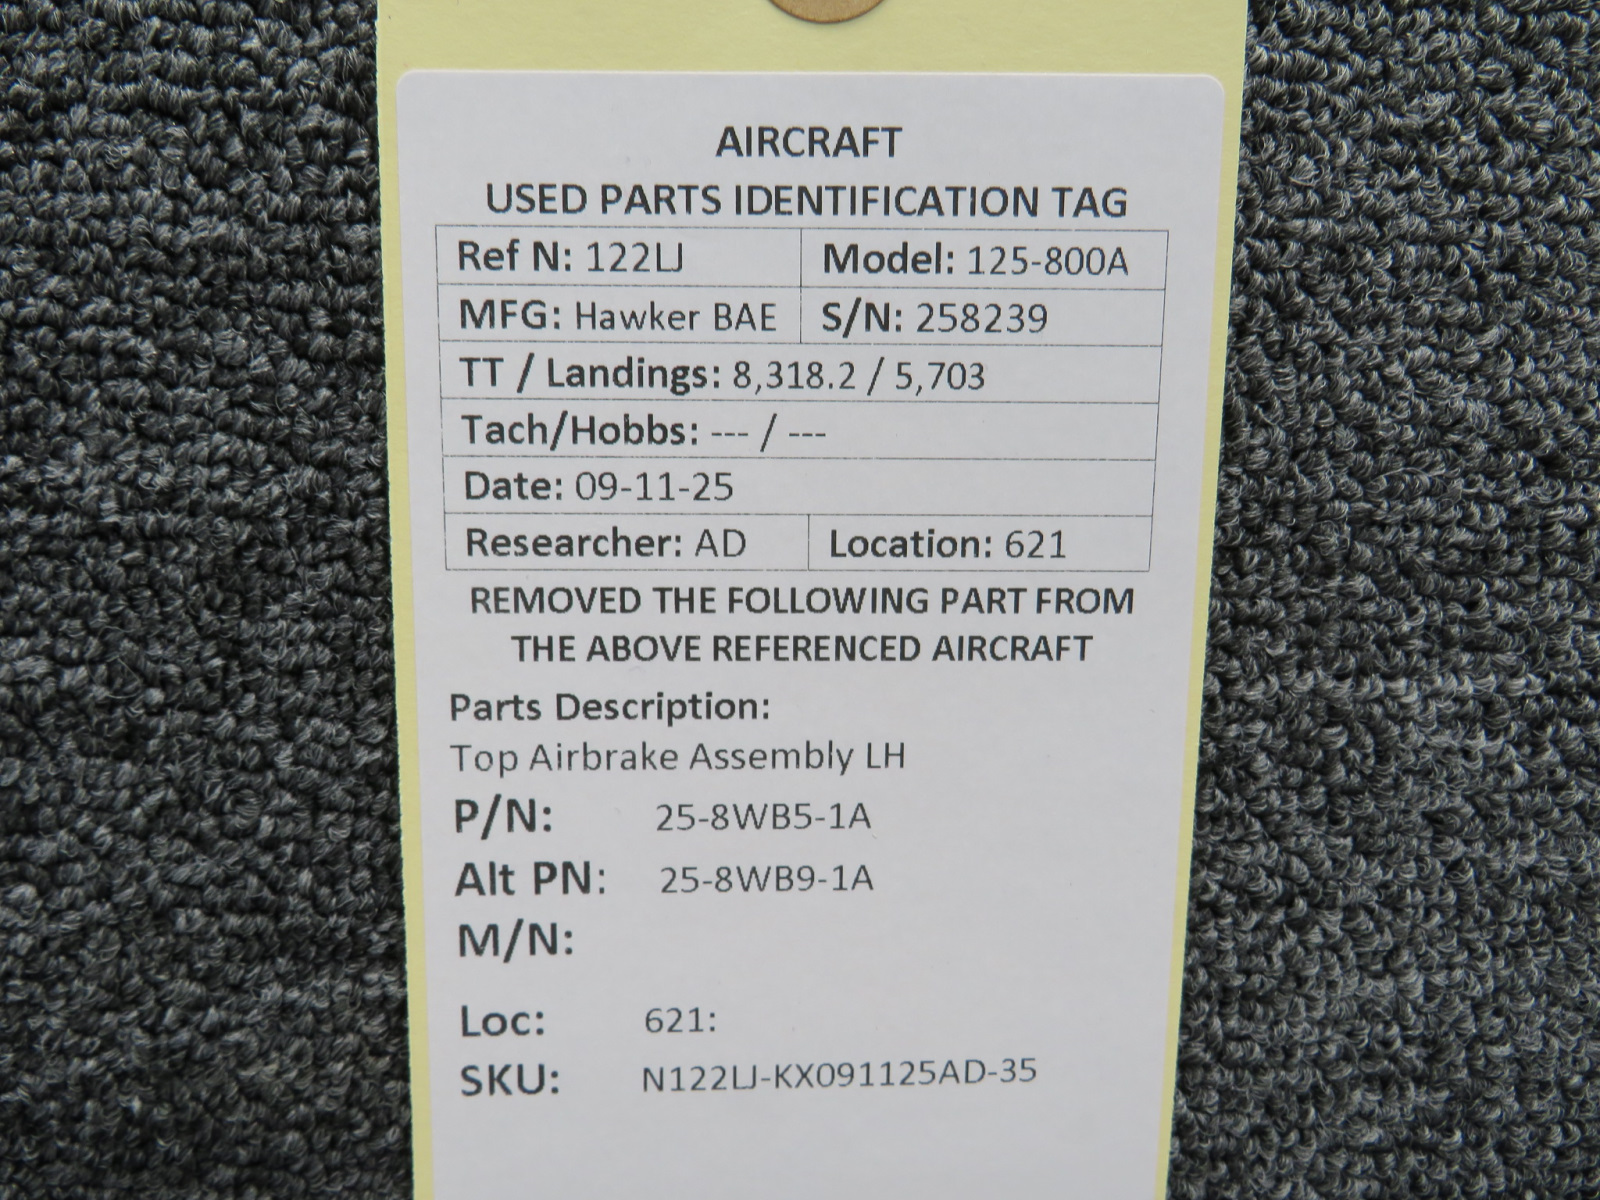 AIRCRAFT
USED PARTS IDENTIFICATION TAG
Ref N: 122LJ Model: 125-800A
MFG: Hawker BAE S/N: 258239
TT / Landings: 8,318.2 / 5,703
Tach/Hobbs: --- / ---
Date: 09-11-25
Researcher: AD Location: 621
REMOVED THE FOLLOWING PART FROM
THE ABOVE REFERENCED AIRCRAFT
Parts Description:
Top Airbrake Assembly LH
P/N: 25-8WB5-1A
Alt PN: 25-8WB9-1A
M/N:
Loc: 621:
SKU: N122LJ-KX091125AD-35